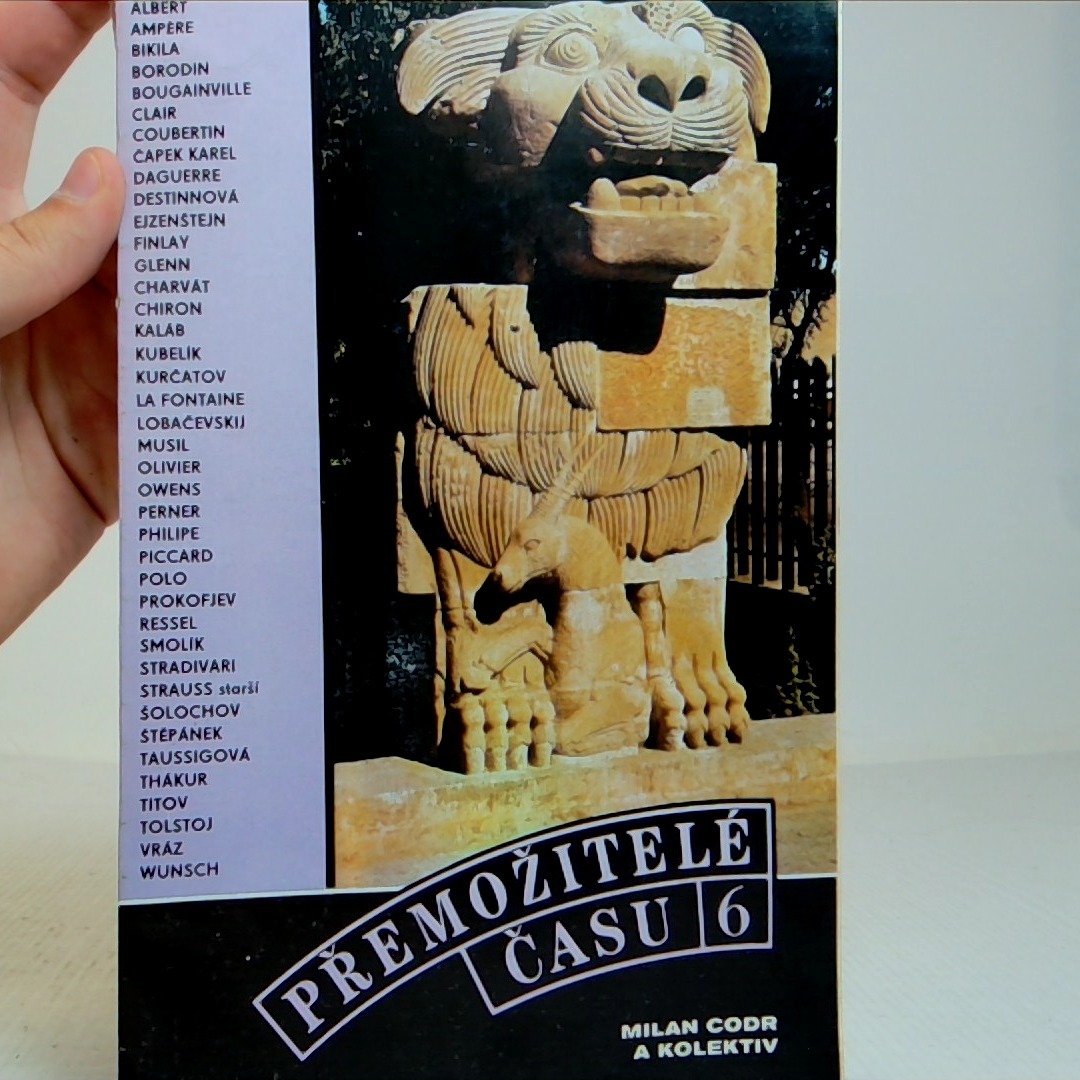 ALBERT
AMPÈRE
BIKILA
BORODIN
BOUGAINVILLE
CLAIR
COUBERTIN
ČAPEK KAREL
DAGUERRE
DESTINNOVÁ
EJZENŠTEJN
FINLAY
GLENN
CHARVÁT
CHIRON
KALÁB
KUBELÍK
KURČATOV
LA FONTAINE
LOBAČEVSKIJ
MUSIL
OLIVIER
OWENS
PERNER
PHILIPE
PICCARD
POLO
PROKOFJEV
RESSEL
SMOLÍK
STRADIVARI
STRAUSS starší
ŠOLOCHOV
ŠTĚPÁNEK
TAUSSIGOVÁ
THÁKUR
TITOV
TOLSTOJ
VRÁZ
WÜNSCH
PŘEMOŽITELÉ
ČASU 6
MILAN CODR
A KOLEKTIV